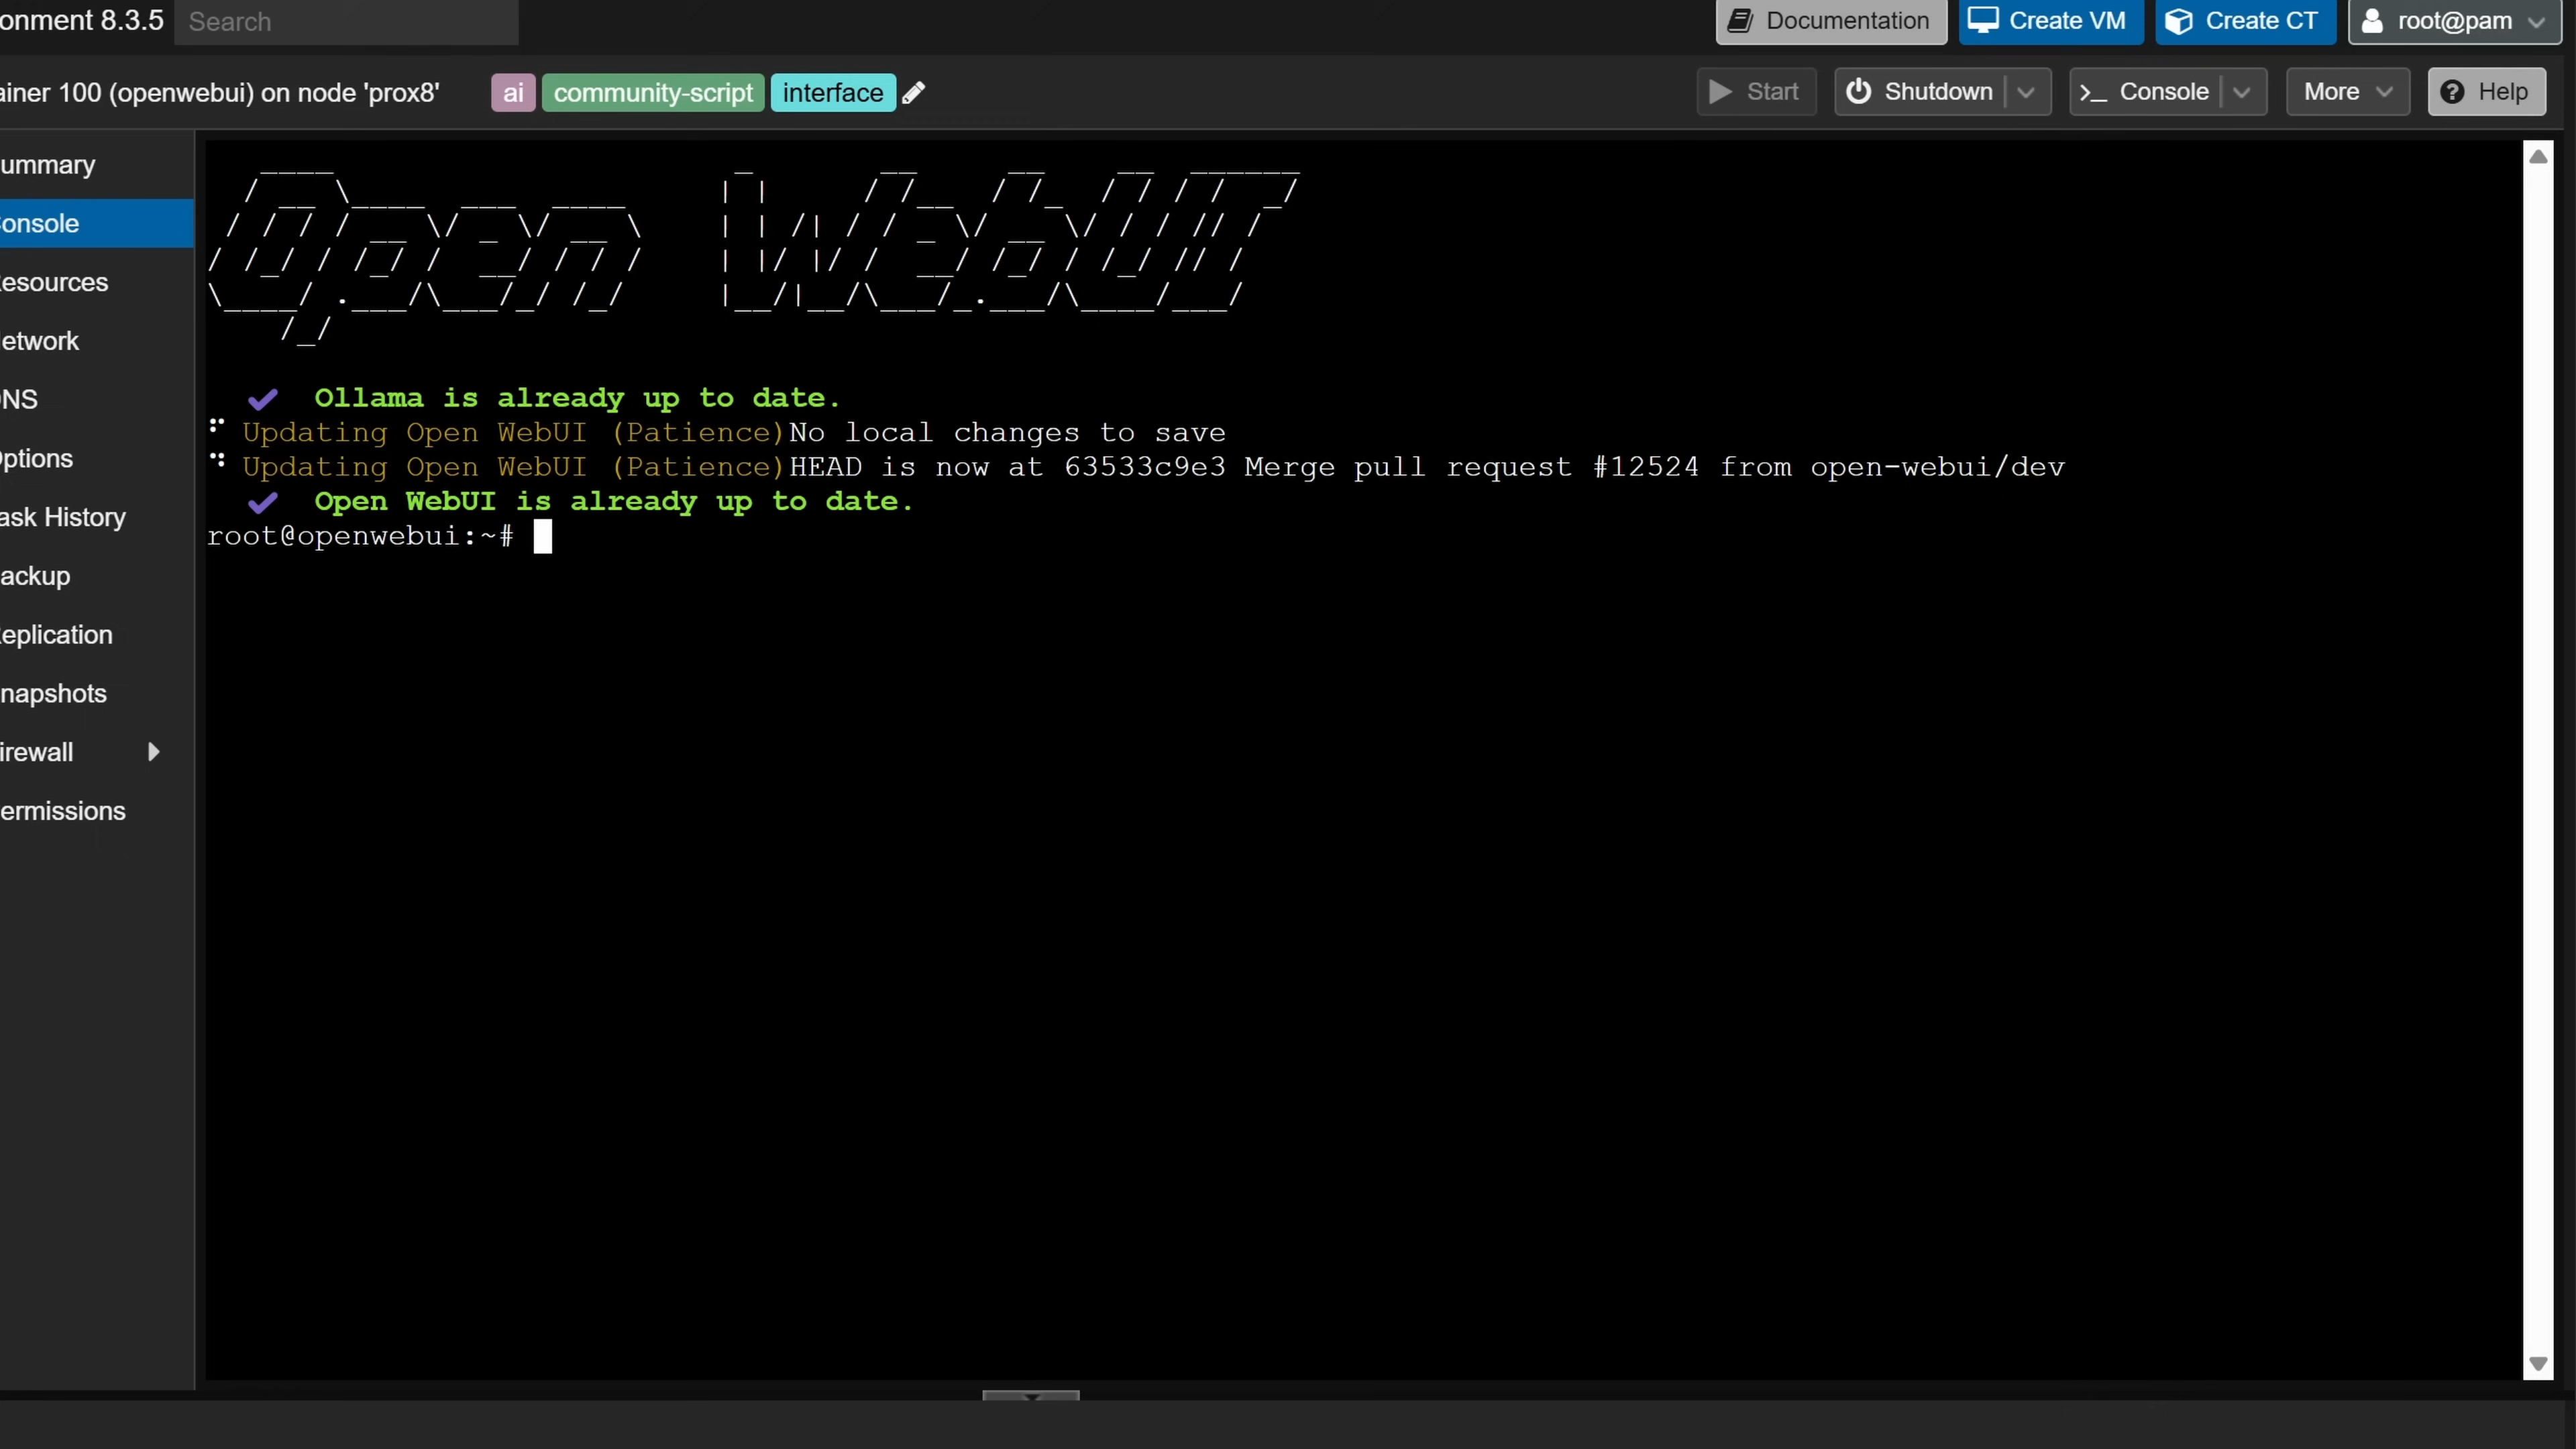 onment 8.3.5 Search Documentation Create VM Create CT root@pam
ainer 100 (openwebui) on node 'prox8' ai community-script interface Start Shutdown Console More Help
ummary
onsole
esources
etwork
NS
ptions
ask History
ackup
eplication
napshots
irewall
ermissions
Open WebUI
Ollama is already up to date.
Updating Open WebUI (Patience)No local changes to save
Updating Open WebUI (Patience)HEAD is now at 63533c9e3 Merge pull request #12524 from open-webui/dev
Open WebUI is already up to date.
root@openwebui:~#